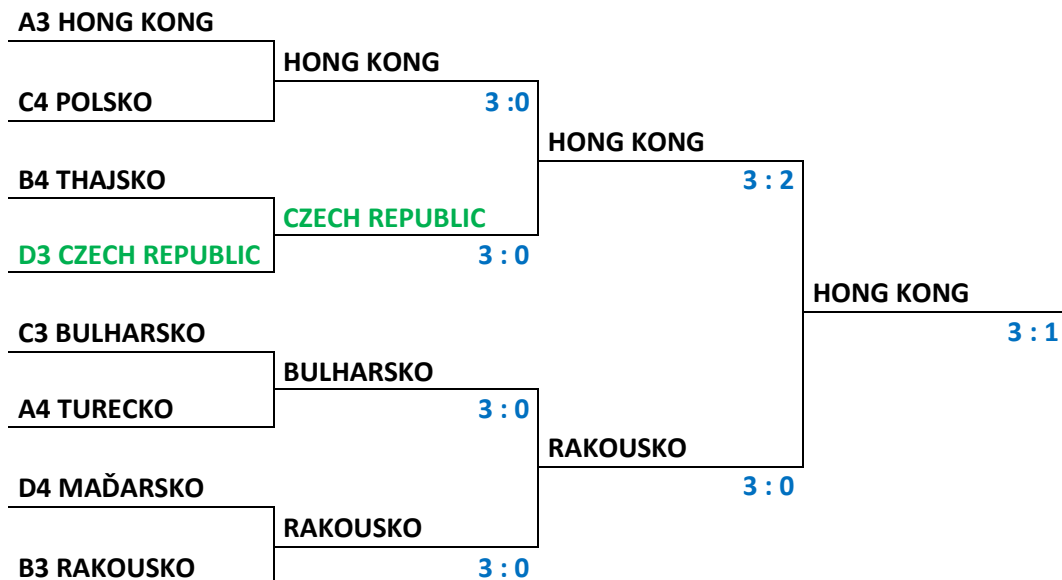 A3 HONG KONG
HONG KONG
C4 POLSKO
3 :0
HONG KONG
B4 THAJSKO
3 : 2
CZECH REPUBLIC
D3 CZECH REPUBLIC
3 : 0
HONG KONG
C3 BULHARSKO
3 : 1
BULHARSKO
A4 TURECKO
3 : 0
RAKOUSKO
D4 MAĎARSKO
3 : 0
RAKOUSKO
B3 RAKOUSKO
3 : 0